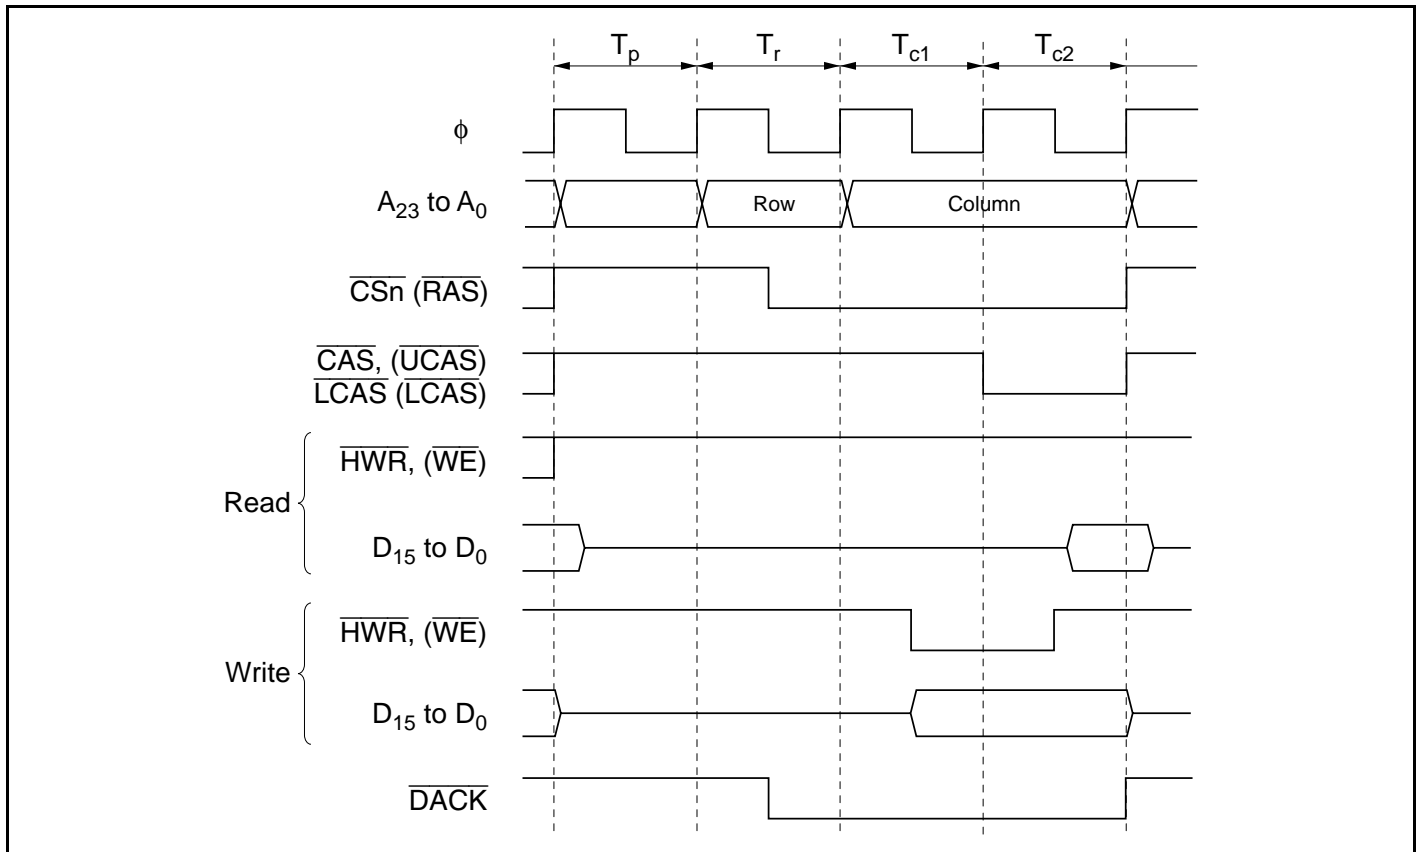 Tp Tr Tc1 Tc2
φ
A23 to A0 Row Column
CSn (RAS)
CAS, (UCAS)
LCAS (LCAS)
Read
HWR, (WE)
D15 to D0
Write
HWR, (WE)
D15 to D0
DACK